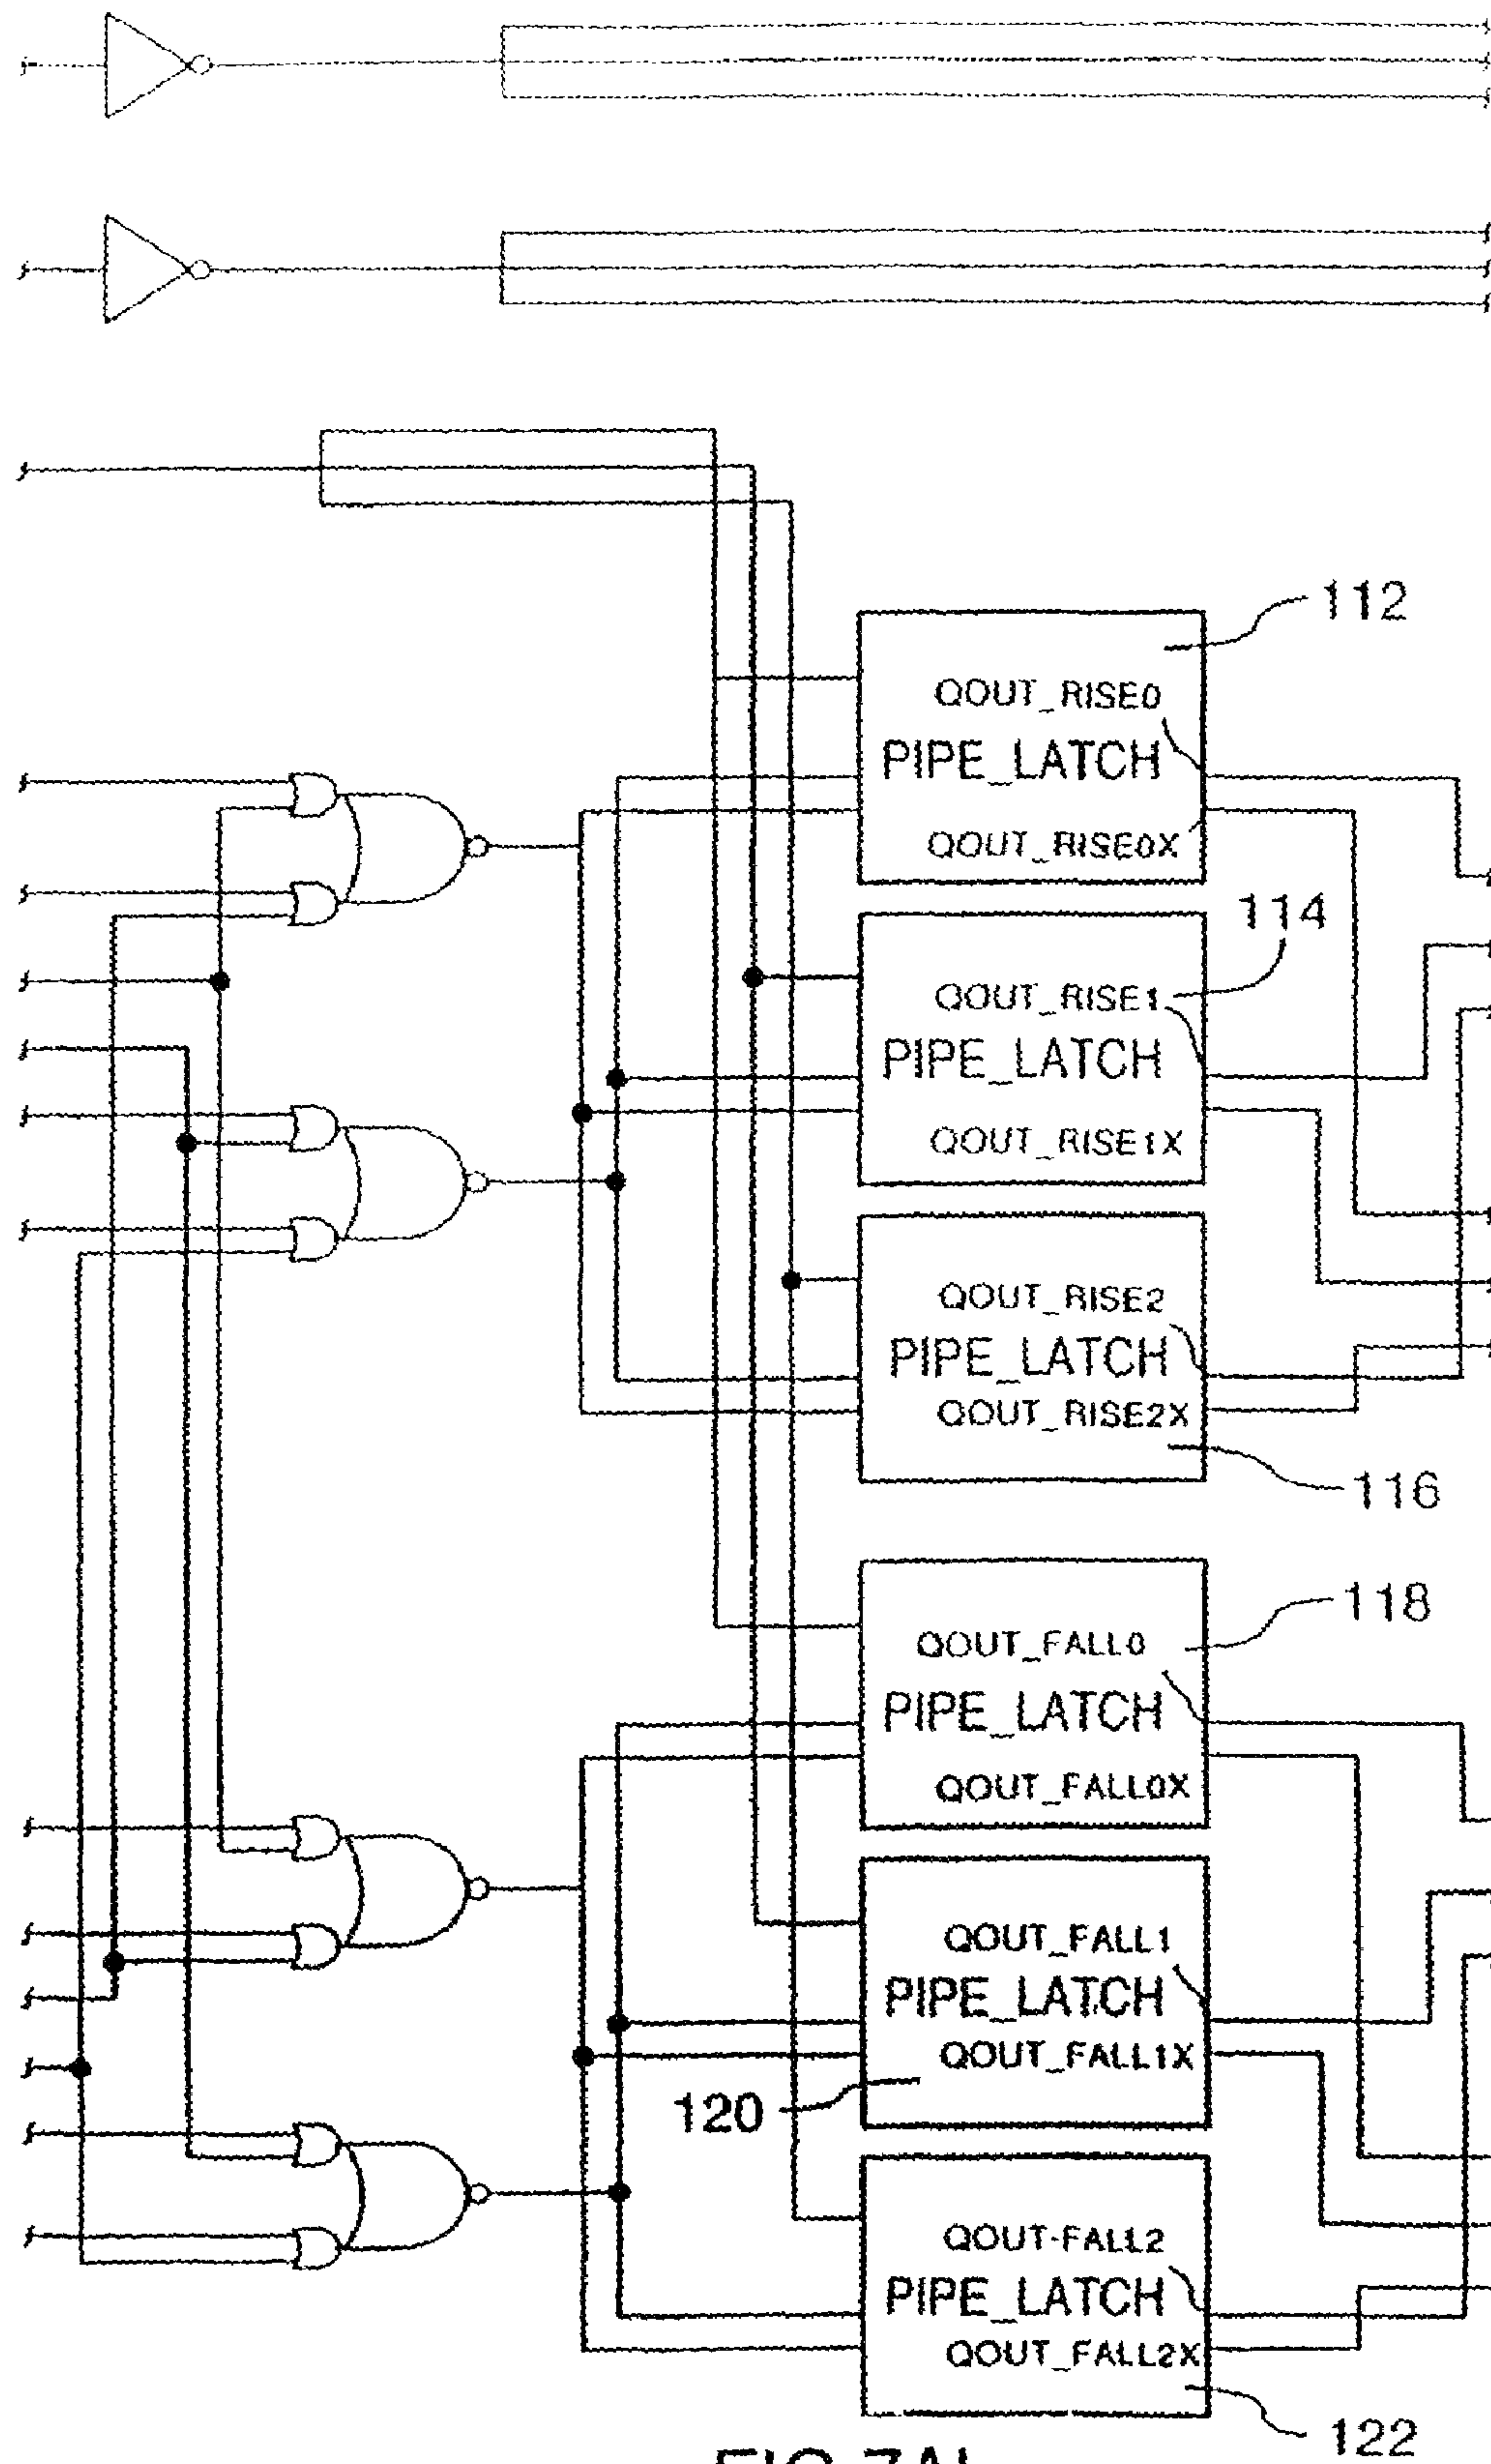 112
QOUT_RISE0
PIPE_LATCH
QOUT_RISE0X
114
QOUT_RISE1
PIPE_LATCH
QOUT_RISE1X
QOUT_RISE2
PIPE_LATCH
QOUT_RISE2X
116
118
QOUT_FALL0
PIPE_LATCH
QOUT_FALL0X
QOUT_FALL1
PIPE_LATCH
QOUT_FALL1X
120
QOUT-FALL2
PIPE_LATCH
QOUT_FALL2X
122